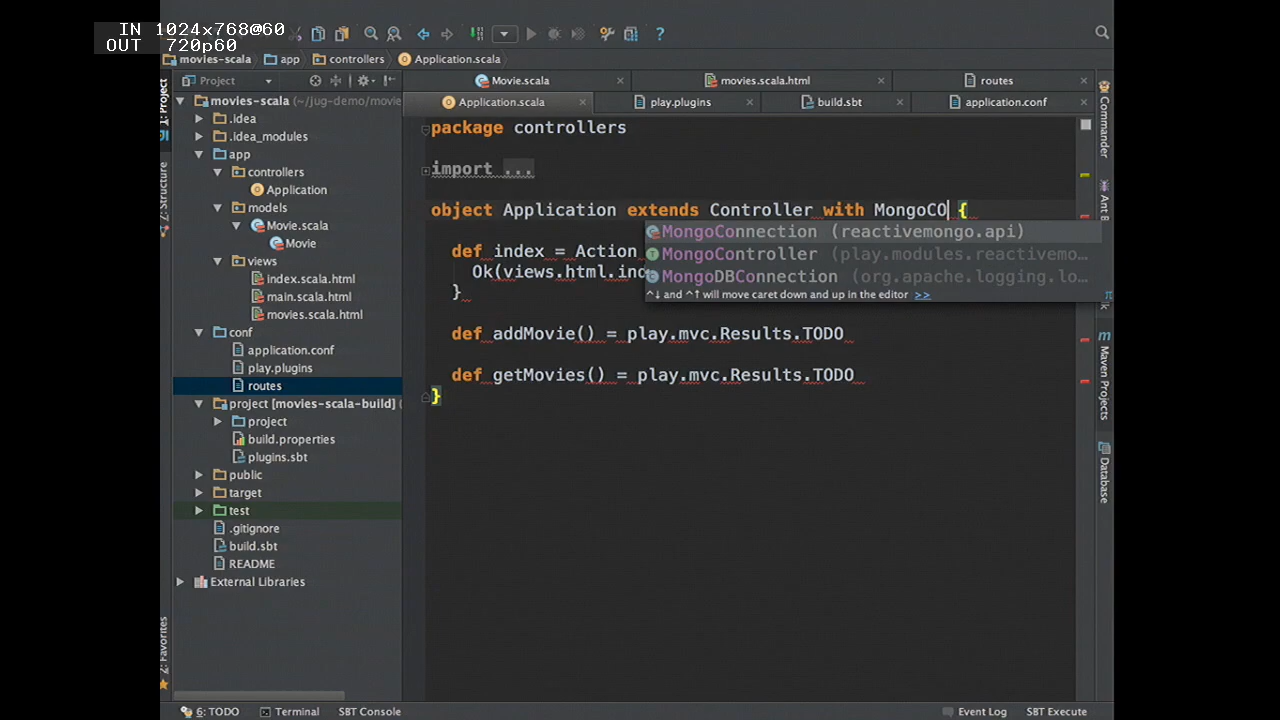 IN 1024x768@60
OUT 720p60
movies-scala app controllers Application.scala
Project
Movie.scala movies.scala.html routes
Application.scala play.plugins build.sbt application.conf
movies-scala (~/jug-demo/movie
.idea
.idea_modules
app
controllers
Application
models
Movie.scala
Movie
views
index.scala.html
main.scala.html
movies.scala.html
conf
application.conf
play.plugins
routes
project [movies-scala-build] (
project
build.properties
plugins.sbt
public
target
test
.gitignore
build.sbt
README
External Libraries
package controllers
import ...
object Application extends Controller with MongoCO {
MongoConnection (reactivemongo.api)
MongoController (play.modules.reactivemo...
MongoDBConnection (org.apache.logging.lo...
^↓ and ^↑ will move caret down and up in the editor >>
def index = Action
Ok(views.html.ind
}
def addMovie() = play.mvc.Results.TODO
def getMovies() = play.mvc.Results.TODO
}
1: Project
Z: Structure
2: Favorites
Commander
Ant B
Maven Projects
Database
6: TODO Terminal SBT Console Event Log SBT Execute